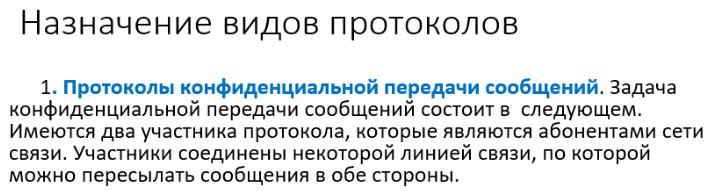 Назначение видов протоколов
1. Протоколы конфиденциальной передачи сообщений. Задача
конфиденциальной передачи сообщений состоит в следующем.
Имеются два участника протокола, которые являются абонентами сети
связи. Участники соединены некоторой линией связи, по которой
можно пересылать сообщения в обе стороны.